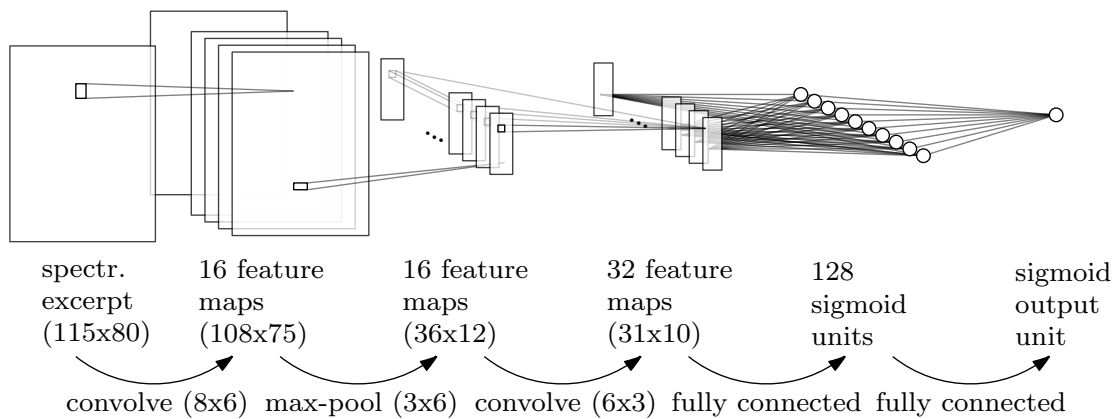 spectr.
excerpt
(115x80)
16 feature
maps
(108x75)
16 feature
maps
(36x12)
32 feature
maps
(31x10)
128
sigmoid
units
sigmoid
output
unit
convolve (8x6) max-pool (3x6) convolve (6x3) fully connected fully connected